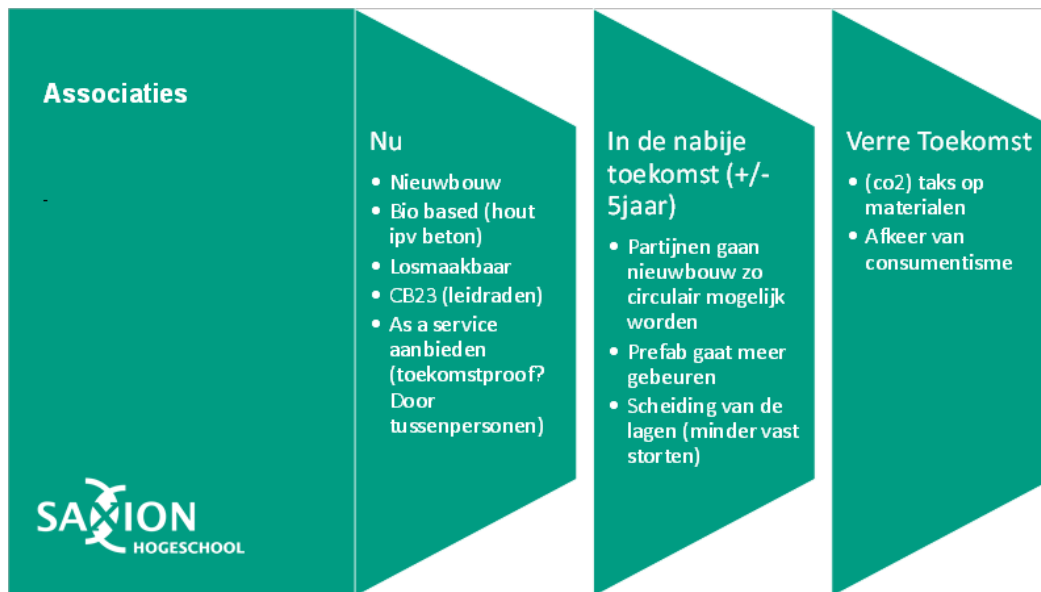 Associaties
-
Nu
• Nieuwbouw
• Bio based (hout
ipv beton)
• Losmaakbaar
• CB23 (leidraden)
• As a service
aanbieden
(toekomstproof?
Door
tussenpersonen)
In de nabije
toekomst (+/-
5jaar)
• Partijnen gaan
nieuwbouw zo
circulair mogelijk
worden
• Prefab gaat meer
gebeuren
• Scheiding van de
lagen (minder vast
storten)
Verre Toekomst
• (co2) taks op
materialen
• Afkeer van
consumentisme
SAXION
HOGESCHOOL